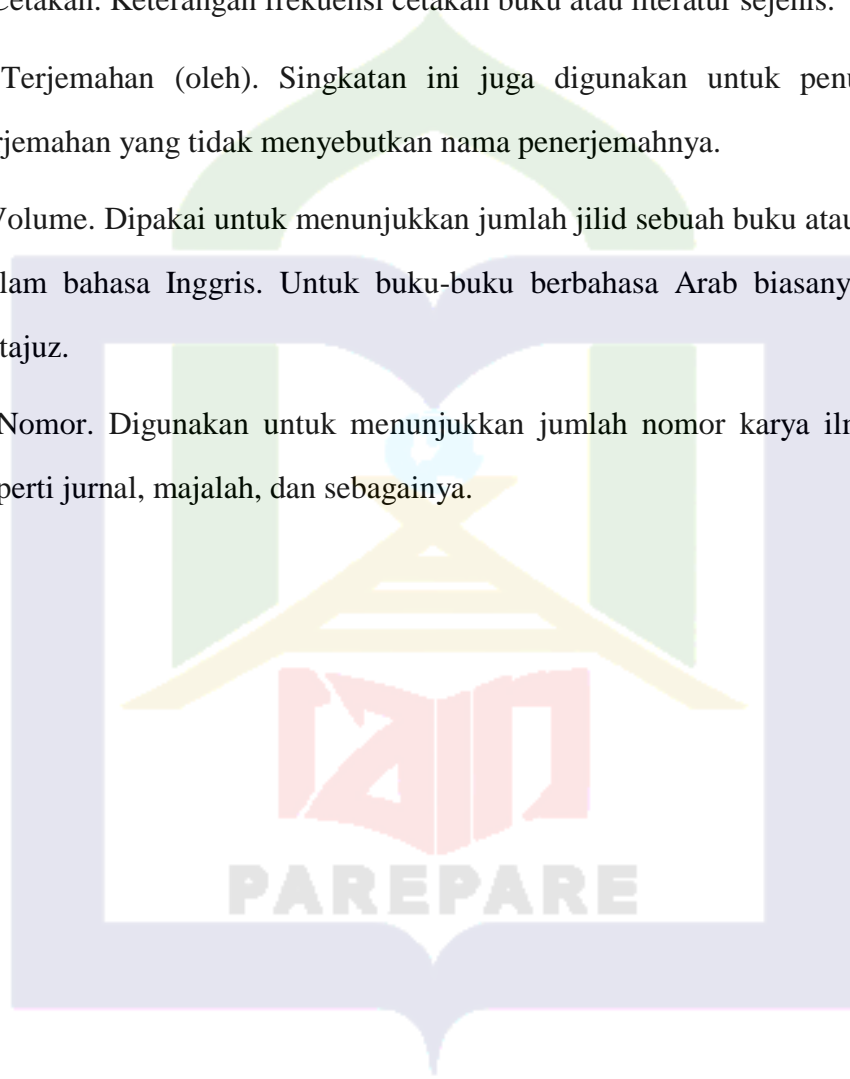 Cetakan. Keterangan frekuensi cetakan buku atau literatur sejenis.
Terjemahan (oleh). Singkatan ini juga digunakan untuk
rjemahan yang tidak menyebutkan nama penerjemahnya.
Volume. Dipakai untuk menunjukkan jumlah jilid sebuah buku atau
lam bahasa Inggris. Untuk buku-buku berbahasa Arab biasany
tajuz.
Nomor. Digunakan untuk menunjukkan jumlah nomor karya
perti jurnal, majalah, dan sebagainya.
iain
PAREPARE